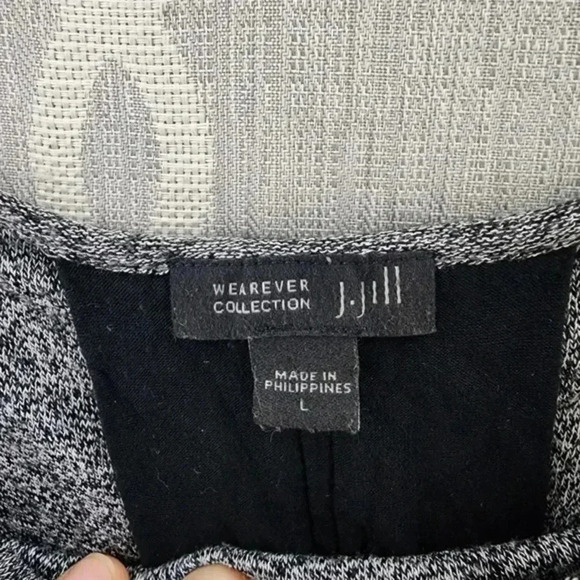 WEAREVER
COLLECTION
J.Jill
MADE IN
PHILIPPINES
L